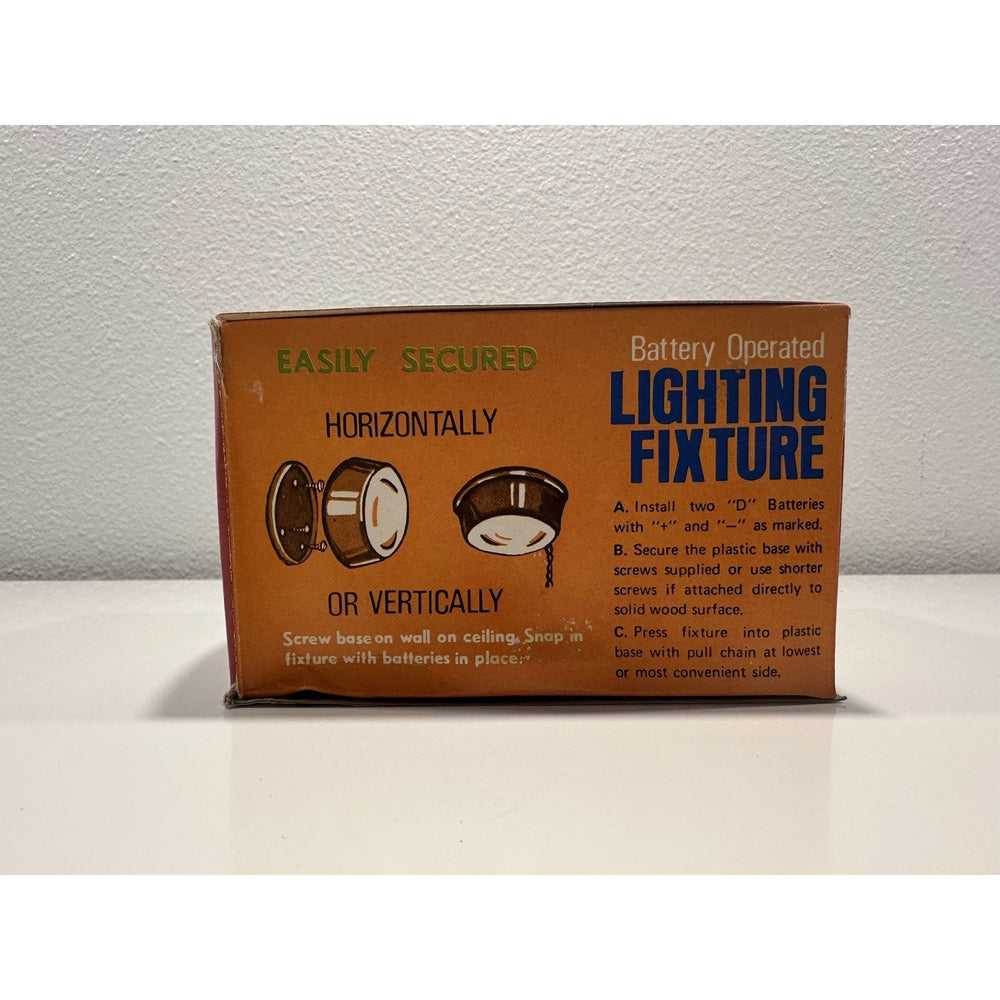 EASILY SECURED
HORIZONTALLY
OR VERTICALLY
Screw base on wall on ceiling. Snap in
fixture with batteries in place.
Battery Operated
LIGHTING
FIXTURE
A. Install two "D" Batteries
with "+" and "−" as marked.
B. Secure the plastic base with
screws supplied or use shorter
screws if attached directly to
solid wood surface.
C. Press fixture into plastic
base with pull chain at lowest
or most convenient side.